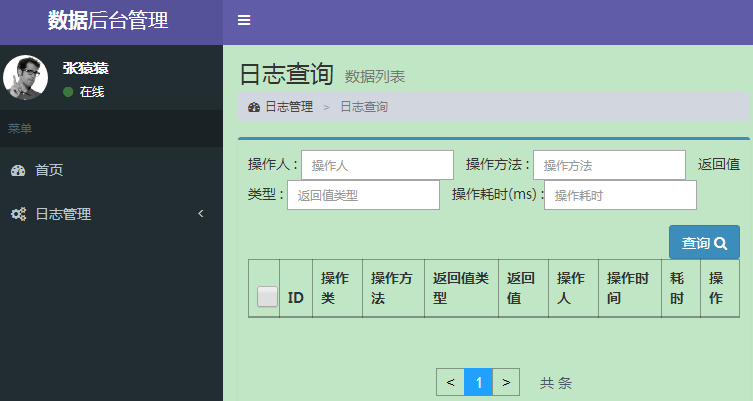 数据后台管理
张猿猿
在线
菜单
首页
日志管理
日志查询 数据列表
日志管理 > 日志查询
操作人 : 操作人 操作方法 : 操作方法 返回值
类型 : 返回值类型 操作耗时(ms) : 操作耗时
查询
ID 操作类 操作方法 返回值类型 返回值 操作人 操作时间 耗时 操作
< 1 > 共 条